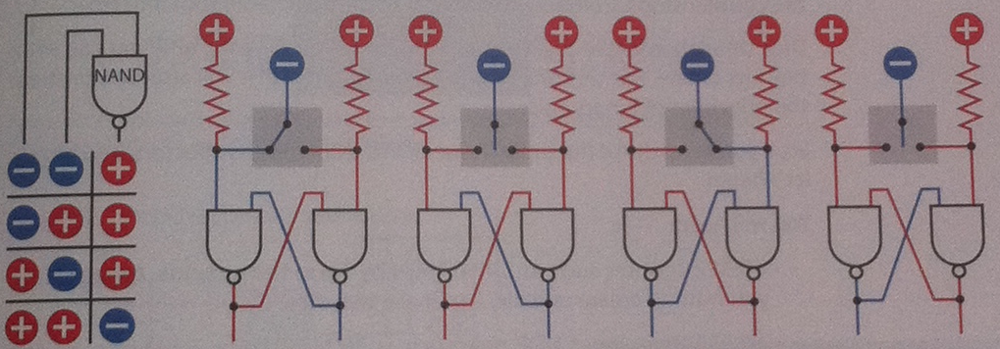 + + + + + + + +
− − − −
NAND
− − +
− + +
+ − +
+ + −